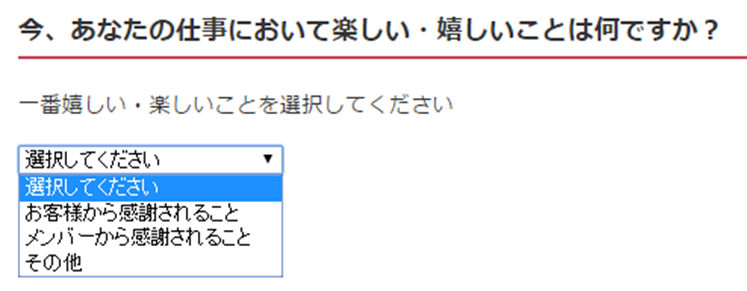 今、あなたの仕事において楽しい・嬉しいことは何ですか？
一番嬉しい・楽しいことを選択してください
選択してください
選択してください
お客様から感謝されること
メンバーから感謝されること
その他